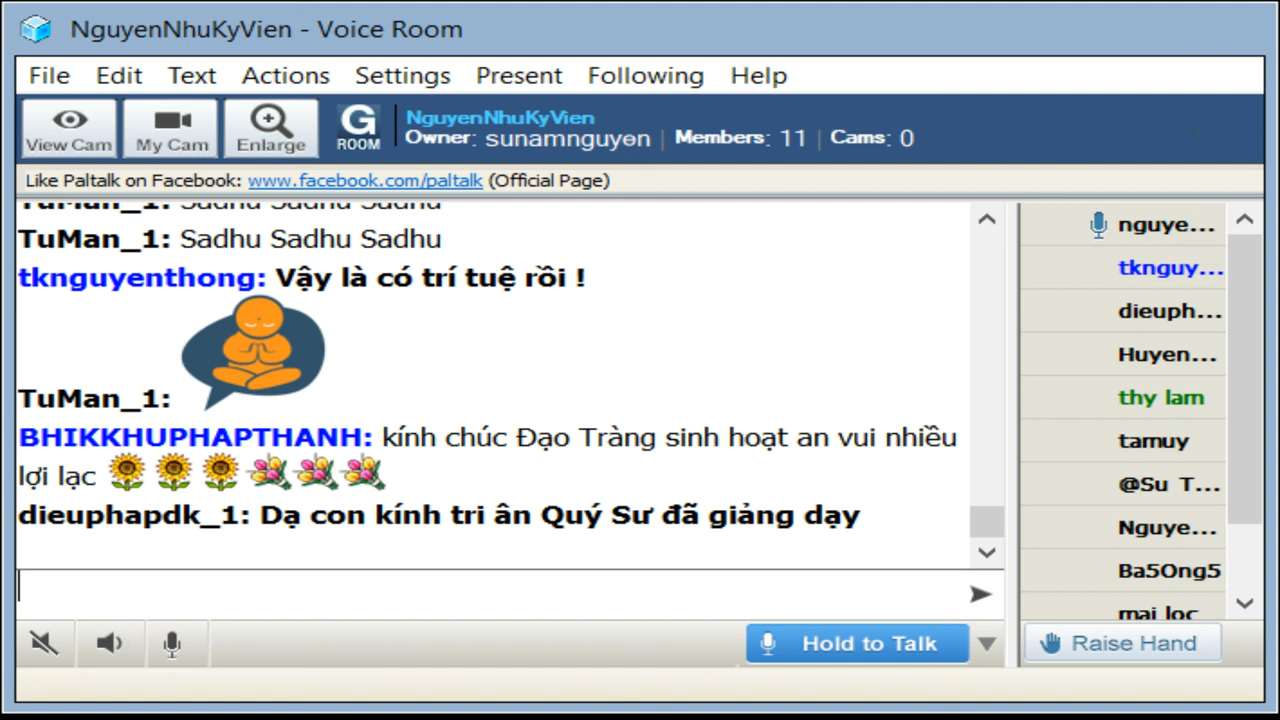 NguyenNhuKyVien - Voice Room
File Edit Text Actions Settings Present Following Help
View Cam My Cam Enlarge G ROOM NguyenNhuKyVien
Owner: sunamnguyen | Members: 11 | Cams: 0
Like Paltalk on Facebook: www.facebook.com/paltalk (Official Page)
TuMan_1: Sadhu Sadhu Sadhu
TuMan_1: Sadhu Sadhu Sadhu
tknguyenthong: Vậy là có trí tuệ rồi !
TuMan_1:
BHIKKHUPHAPTHANH: kính chúc Đạo Tràng sinh hoạt an vui nhiều
lợi lạc
dieuphapdk_1: Dạ con kính tri ân Quý Sư đã giảng dạy
nguye...
tknguy...
dieuph...
Huyen...
thy lam
tamuy
@Su T...
Nguye...
Ba5Ong5
mai loc
Hold to Talk
Raise Hand